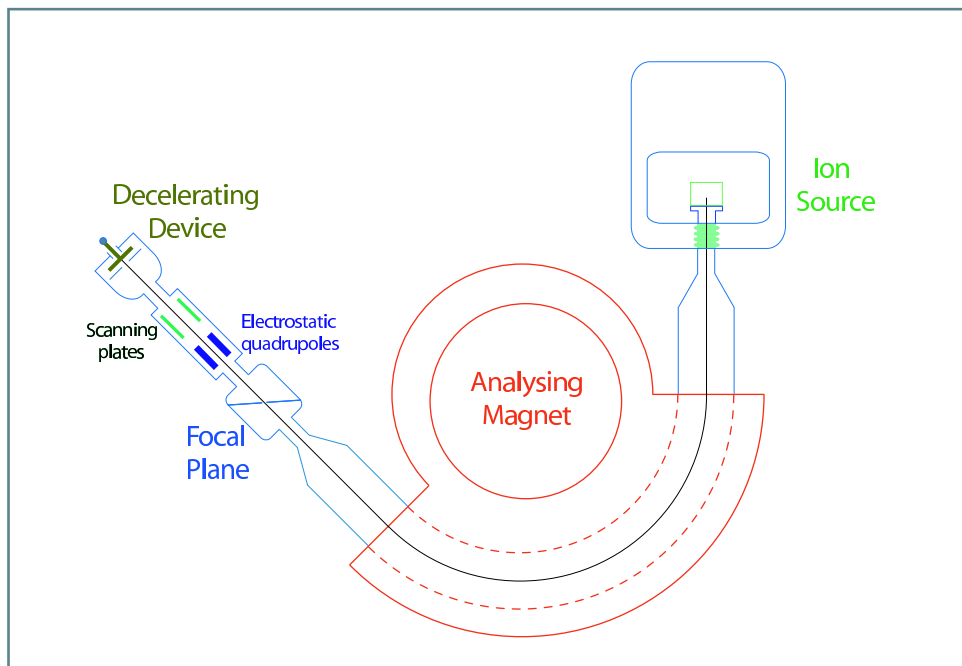 Ion
Source
Decelerating
Device
Scanning
plates
Electrostatic
quadrupoles
Analysing
Magnet
Focal
Plane